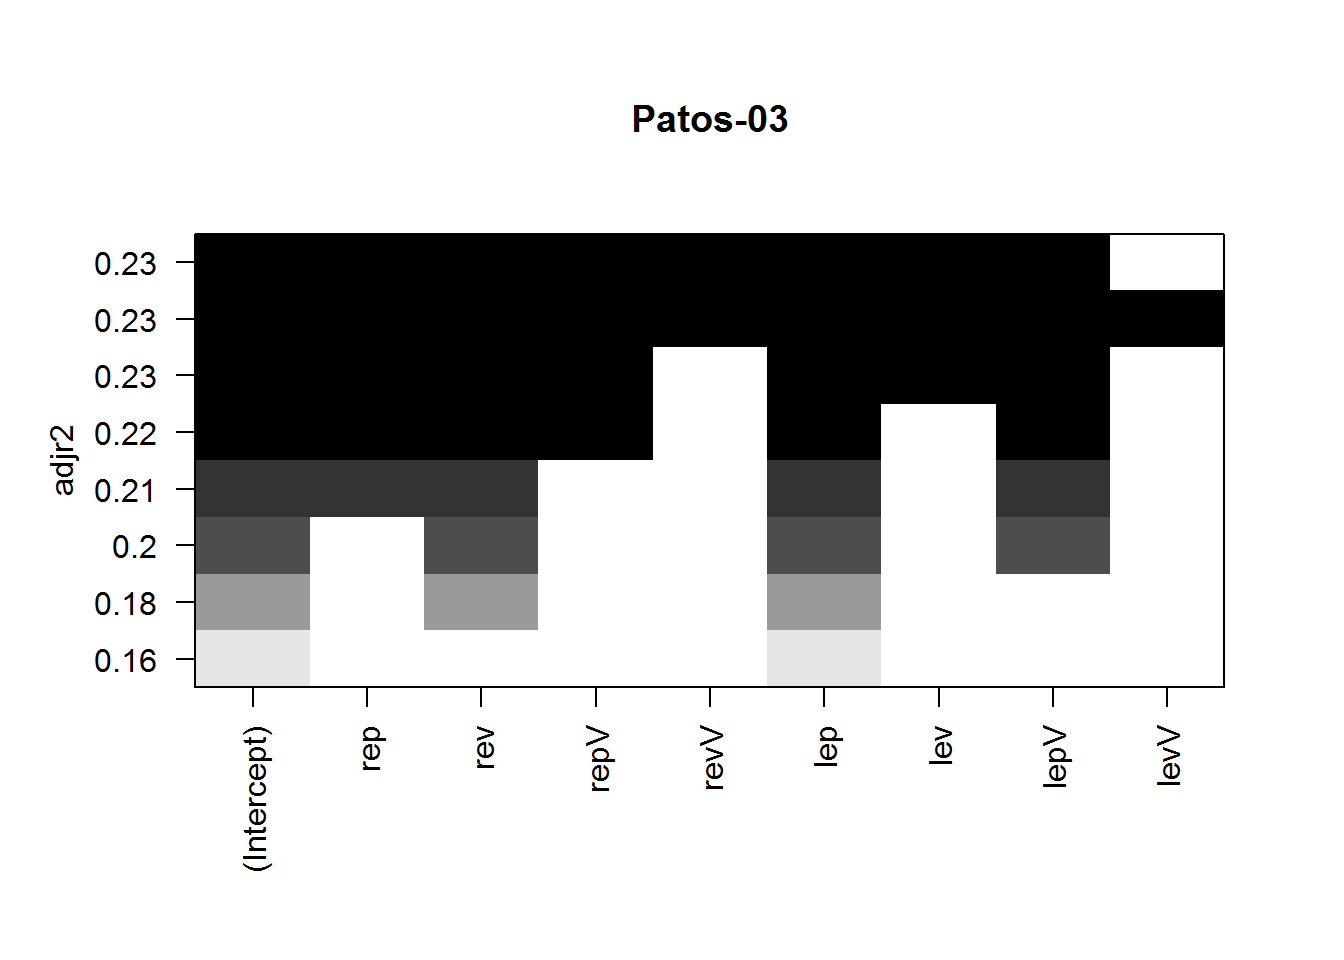 Patos-03
adjr2
0.23
0.23
0.23
0.22
0.21
0.2
0.18
0.16
(Intercept)
rep
rev
repV
revV
lep
lev
lepV
levV